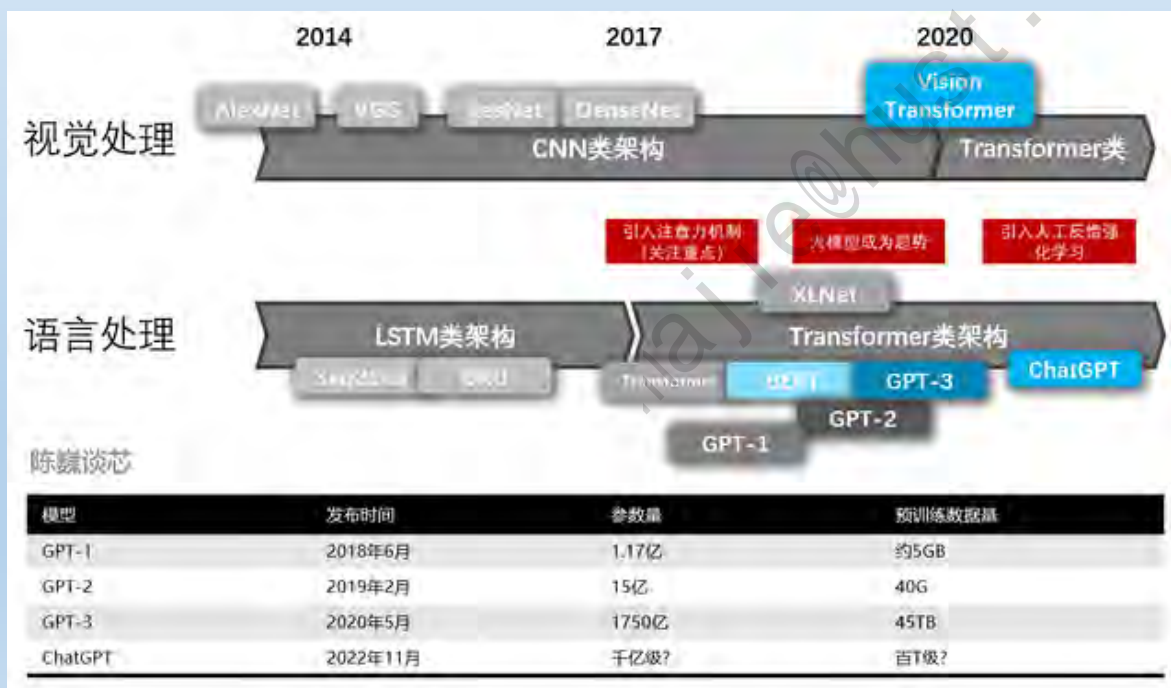 2014
2017
2020
AlexNet
VGG
ResNet
DenseNet
Vision
Transformer
视觉处理
CNN类架构
Transformer类
引入注意力机制
（关注重点）
大模型成为趋势
引入人工反馈强
化学习
XLNet
语言处理
LSTM类架构
Transformer类架构
Seq2Seq
GRU
Transformer
BERT
GPT-3
ChatGPT
GPT-2
GPT-1
陈巍谈芯
模型 发布时间 参数量 预训练数据量
GPT-1 2018年6月 1.17亿 约5GB
GPT-2 2019年2月 15亿 40G
GPT-3 2020年5月 1750亿 45TB
ChatGPT 2022年11月 千亿级? 百T级?